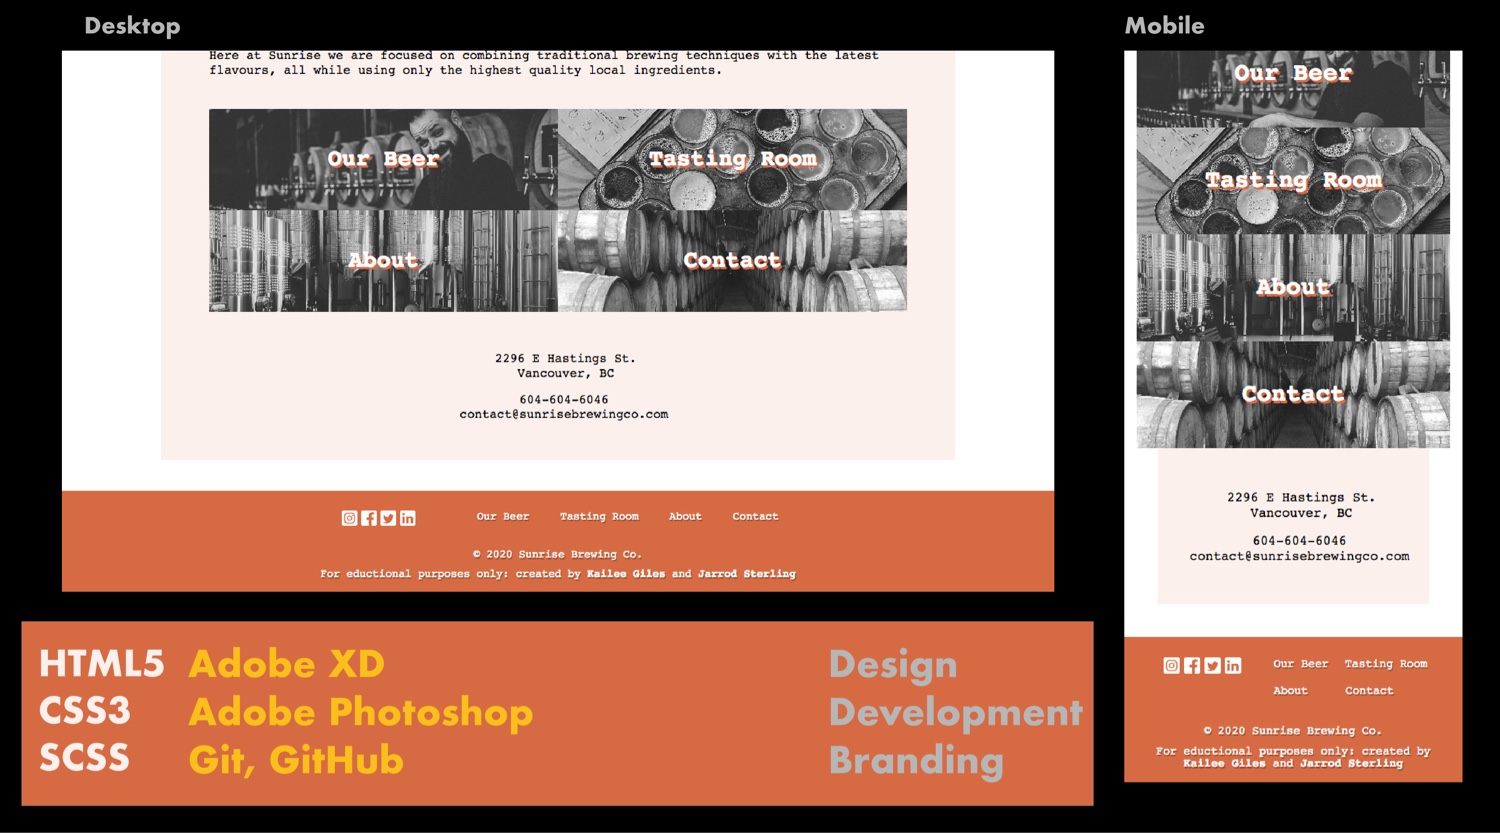 Desktop
Here at Sunrise we are focused on combining traditional brewing techniques with the latest
flavours, all while using only the highest quality local ingredients.
Our Beer
Tasting Room
About
Contact
2296 E Hastings St.
Vancouver, BC
604-604-6046
contact@sunrisebrewingco.com
Our Beer Tasting Room About Contact
© 2020 Sunrise Brewing Co.
For eductional purposes only: created by Kailee Giles and Jarrod Sterling
Mobile
Our Beer
Tasting Room
About
Contact
2296 E Hastings St.
Vancouver, BC
604-604-6046
contact@sunrisebrewingco.com
Our Beer Tasting Room
About Contact
© 2020 Sunrise Brewing Co.
For eductional purposes only: created by
Kailee Giles and Jarrod Sterling
HTML5
CSS3
SCSS
Adobe XD
Adobe Photoshop
Git, GitHub
Design
Development
Branding